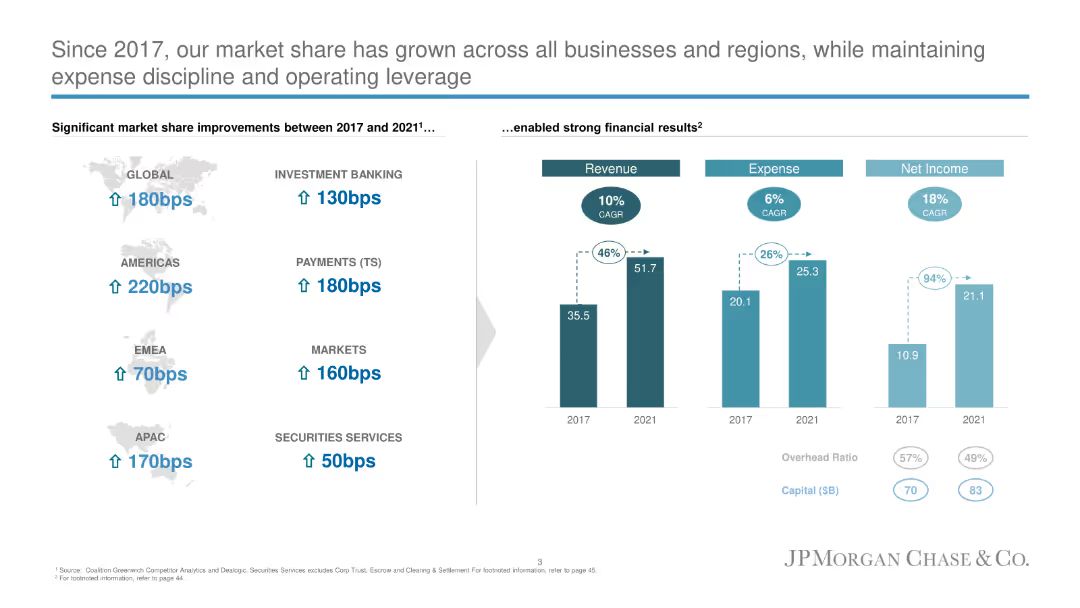 Since 2017, our market share has grown across all businesses and regions, while maintaining
expense discipline and operating leverage
Significant market share improvements between 2017 and 2021¹…
GLOBAL
⇧ 180bps
INVESTMENT BANKING
⇧ 130bps
AMERICAS
⇧ 220bps
PAYMENTS (TS)
⇧ 180bps
EMEA
⇧ 70bps
MARKETS
⇧ 160bps
APAC
⇧ 170bps
SECURITIES SERVICES
⇧ 50bps
…enabled strong financial results²
Revenue
10%
CAGR
46%
35.5
51.7
2017 2021
Expense
6%
CAGR
26%
20.1
25.3
2017 2021
Net Income
18%
CAGR
94%
10.9
21.1
2017 2021
Overhead Ratio 57% 49%
Capital ($B) 70 83
3
JPMORGAN CHASE & CO.
¹ Source: Coalition Greenwich Competitor Analytics and Dealogic. Securities Services excludes Corp Trust, Escrow and Clearing & Settlement For footnoted information, refer to page 45.
² For footnoted information, refer to page 44.